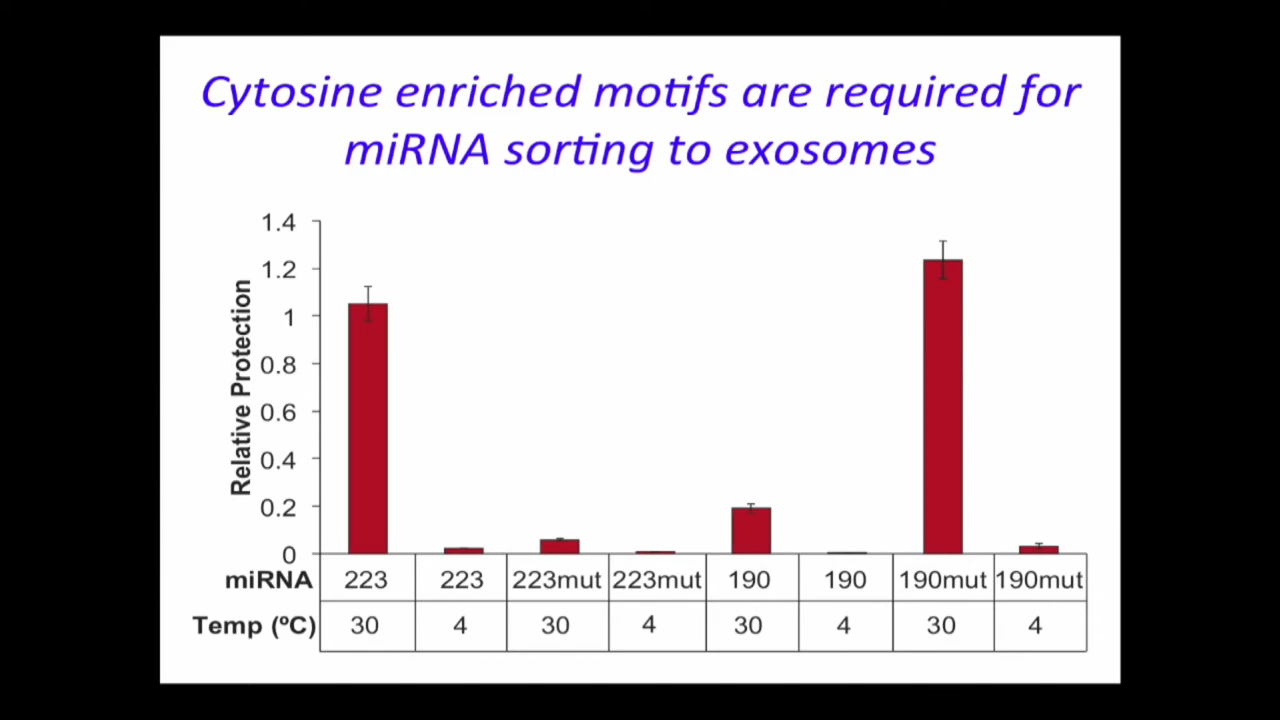 Cytosine enriched motifs are required for
miRNA sorting to exosomes
Relative Protection
1.4
1.2
1
0.8
0.6
0.4
0.2
0
miRNA 223 223 223mut 223mut 190 190 190mut 190mut
Temp (ºC) 30 4 30 4 30 4 30 4